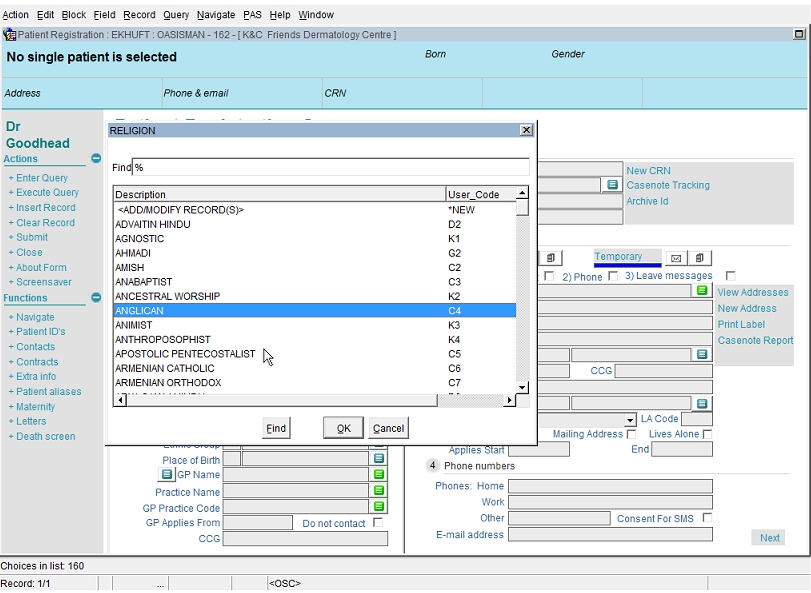 Action Edit Block Field Record Query Navigate PAS Help Window
Patient Registration : EKHUFT : OASISMAN - 162 - [ K&C Friends Dermatology Centre ]
No single patient is selected
Born
Gender
Address
Phone & email
CRN
Dr
Goodhead
Actions
+ Enter Query
+ Execute Query
+ Insert Record
+ Clear Record
+ Submit
+ Close
+ About Form
+ Screensaver
Functions
+ Navigate
+ Patient ID's
+ Contacts
+ Contracts
+ Extra info
+ Patient aliases
+ Maternity
+ Letters
+ Death screen
RELIGION
Find %
Description User_Code
<ADD/MODIFY RECORD(S)> *NEW
ADVAITIN HINDU D2
AGNOSTIC K1
AHMADI G2
AMISH C2
ANABAPTIST C3
ANCESTRAL WORSHIP K2
ANGLICAN C4
ANIMIST K3
ANTHROPOSOPHIST K4
APOSTOLIC PENTECOSTALIST C5
ARMENIAN CATHOLIC C6
ARMENIAN ORTHODOX C7
Find OK Cancel
New CRN
Casenote Tracking
Archive Id
Temporary
2) Phone 3) Leave messages
View Addresses
New Address
Print Label
Casenote Report
CCG
LA Code
Mailing Address Lives Alone
Applies Start End
Place of Birth
GP Name
Practice Name
GP Practice Code
GP Applies From Do not contact
CCG
4 Phone numbers
Phones: Home
Work
Other Consent For SMS
E-mail address
Next
Choices in list: 160
Record: 1/1 ... <OSC>